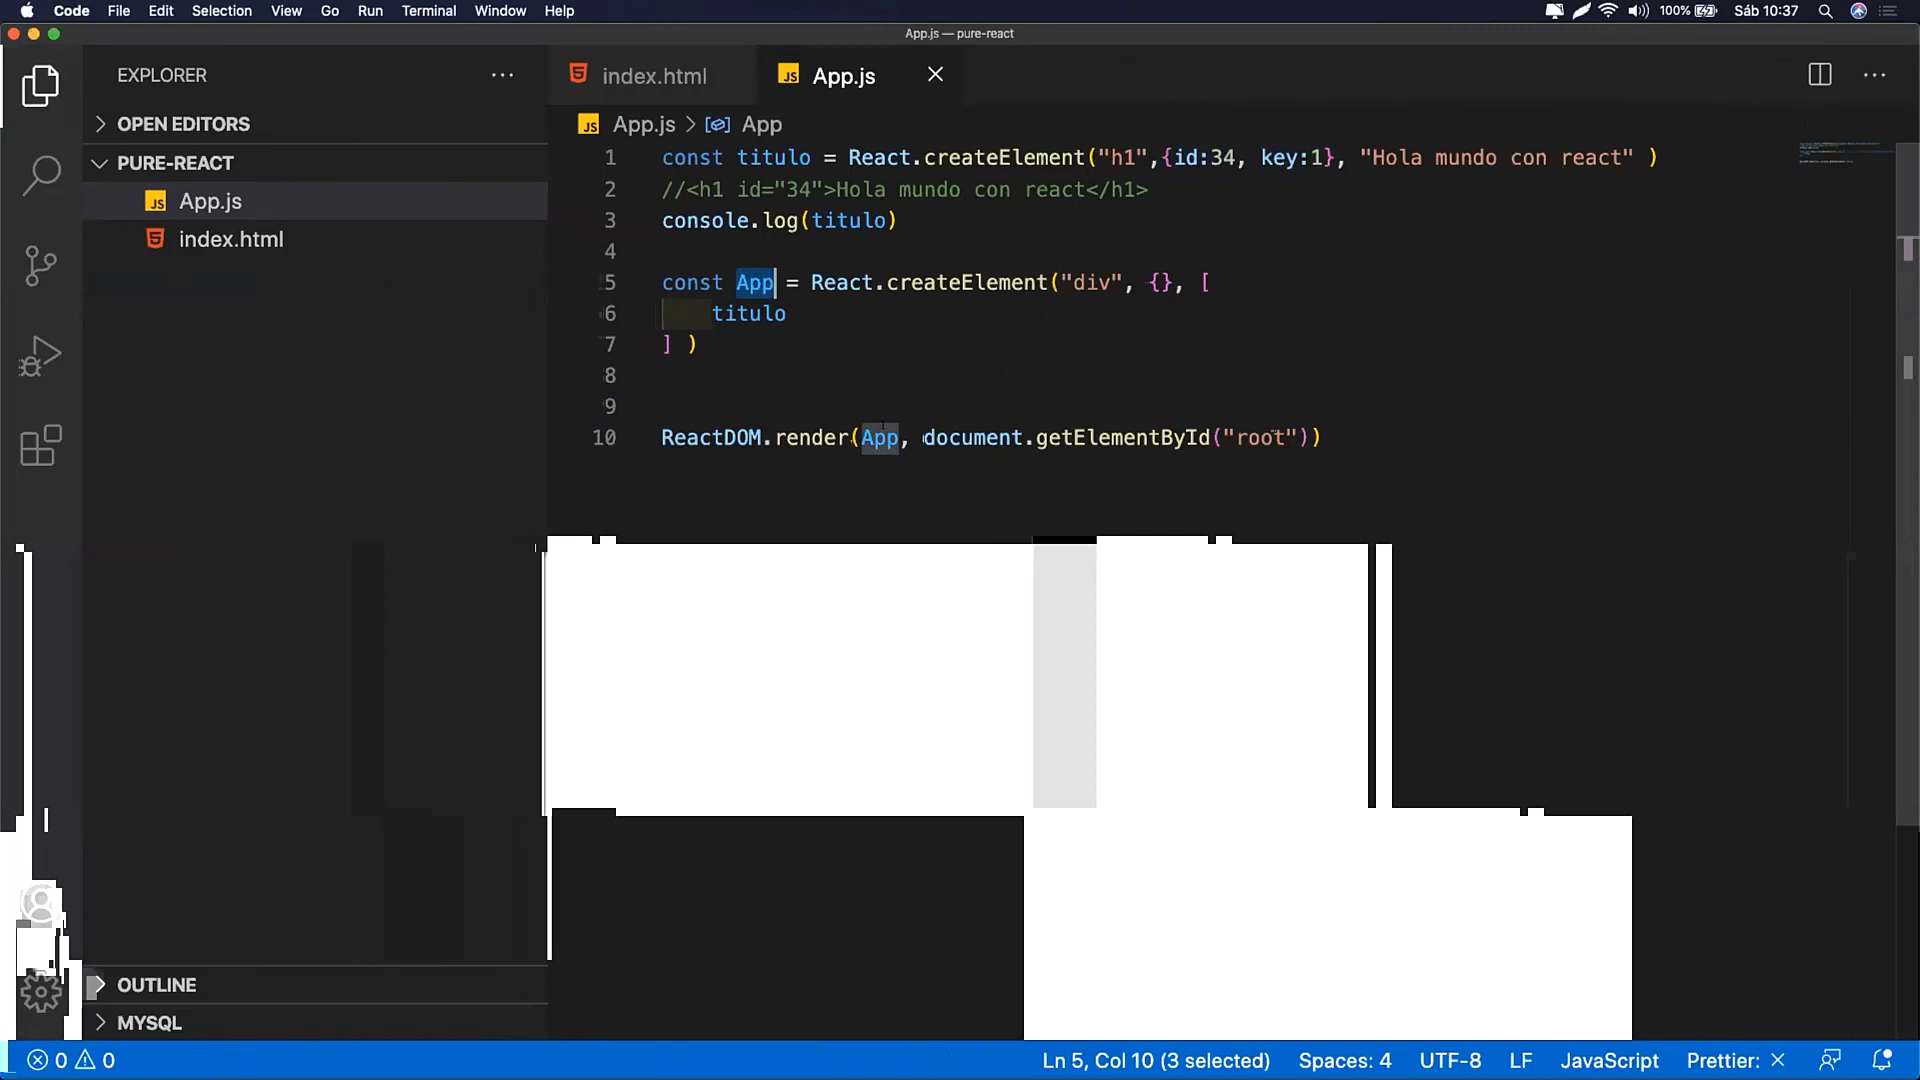 Code File Edit Selection View Go Run Terminal Window Help 100% Sáb 10:37
App.js — pure-react
EXPLORER
OPEN EDITORS
PURE-REACT
JS App.js
index.html
OUTLINE
MYSQL
index.html
JS App.js
JS App.js > App
1 const titulo = React.createElement("h1",{id:34, key:1}, "Hola mundo con react" )
2 //<h1 id="34">Hola mundo con react</h1>
3 console.log(titulo)
4
5 const App = React.createElement("div", {}, [
6 titulo
7 ] )
8
9
10 ReactDOM.render(App, document.getElementById("root"))
0 0 Ln 5, Col 10 (3 selected) Spaces: 4 UTF-8 LF JavaScript Prettier: ×